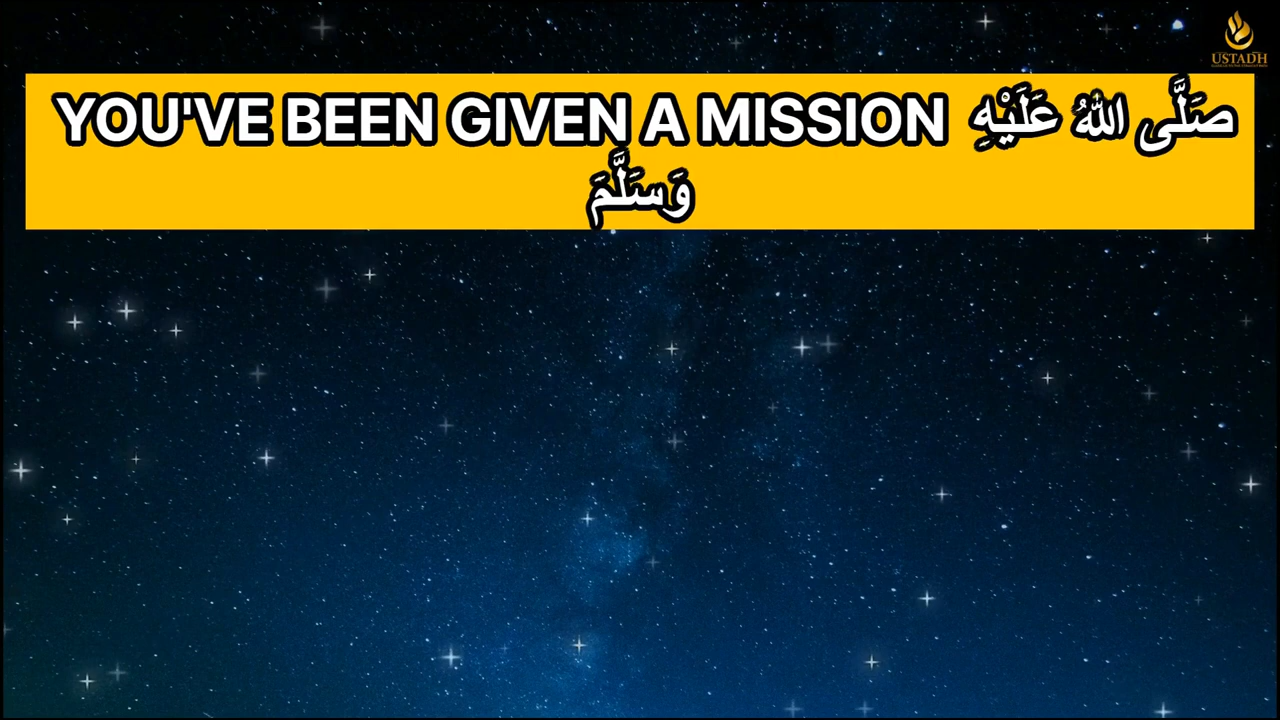 USTADH
YOU'VE BEEN GIVEN A MISSION صَلَّى اللهُ عَلَيْهِ
وَسَلَّمَ